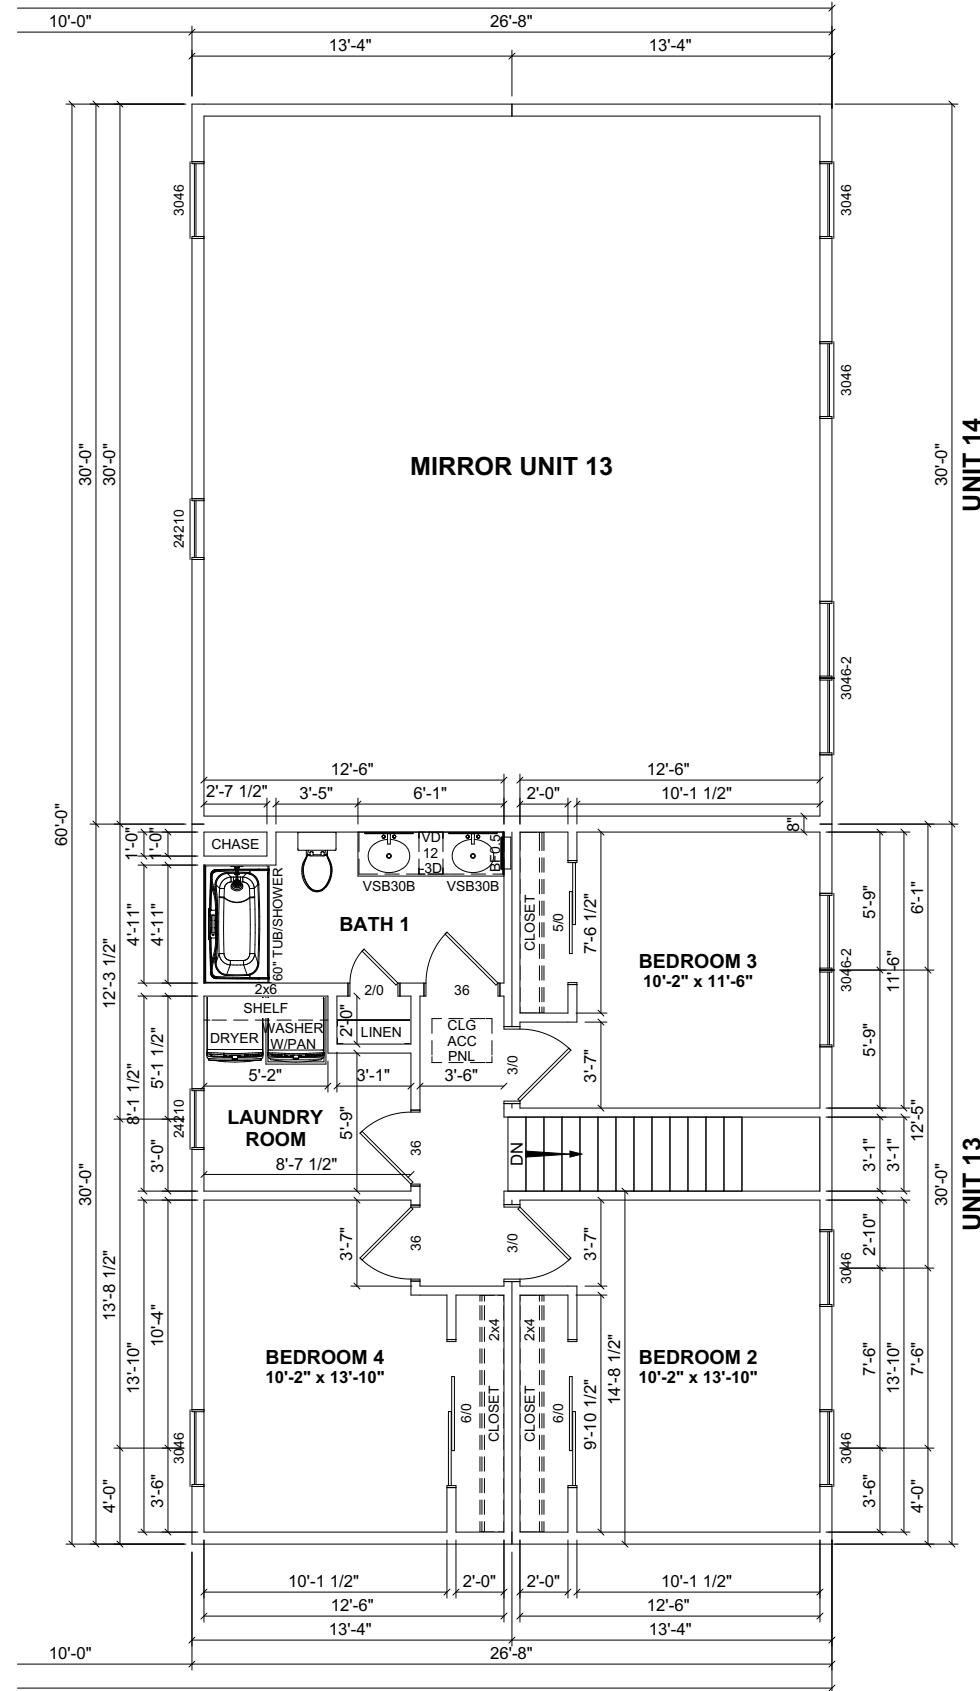 10'-0"
26'-8"
13'-4"
13'-4"
3046
3046
3046
24210
3046-2
30'-0"
30'-0"
30'-0"
60'-0"
MIRROR UNIT 13
UNIT 14
12'-6"
12'-6"
2'-7 1/2"
3'-5"
6'-1"
2'-0"
10'-1 1/2"
8"
1'-0"
1'-0"
CHASE
VD
12
-3D
BF0.5
VSB30B
VSB30B
60" TUB/SHOWER
BATH 1
CLOSET
5/0
7'-6 1/2"
BEDROOM 3
10'-2" x 11'-6"
4'-11"
4'-11"
12'-3 1/2"
5'-9"
6'-1"
3046-2
11'-6"
5'-9"
2x6
SHELF
DRYER
WASHER
W/PAN
2/0
2'-0"
LINEN
36
CLG
ACC
PNL
3/0
3'-7"
5'-2"
3'-1"
3'-6"
8'-1 1/2"
5'-1 1/2"
24210
3'-0"
LAUNDRY
ROOM
8'-7 1/2"
5'-9"
36
DN
3'-1"
3'-1"
12'-5"
30'-0"
30'-0"
UNIT 13
3'-7"
36
3/0
3'-7"
2'-10"
3046
13'-8 1/2"
10'-4"
13'-10"
BEDROOM 4
10'-2" x 13'-10"
2x4
2x4
6/0
CLOSET
CLOSET
6/0
9'-10 1/2"
14'-8 1/2"
BEDROOM 2
10'-2" x 13'-10"
7'-6"
13'-10"
7'-6"
3046
3046
4'-0"
3'-6"
3'-6"
4'-0"
10'-1 1/2"
2'-0"
2'-0"
10'-1 1/2"
12'-6"
12'-6"
13'-4"
13'-4"
10'-0"
26'-8"